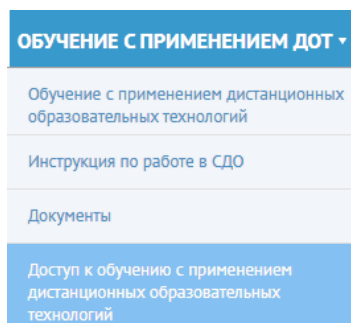 ОБУЧЕНИЕ С ПРИМЕНЕНИЕМ ДОТ
Обучение с применением дистанционных
образовательных технологий
Инструкция по работе в СДО
Документы
Доступ к обучению с применением
дистанционных образовательных
технологий